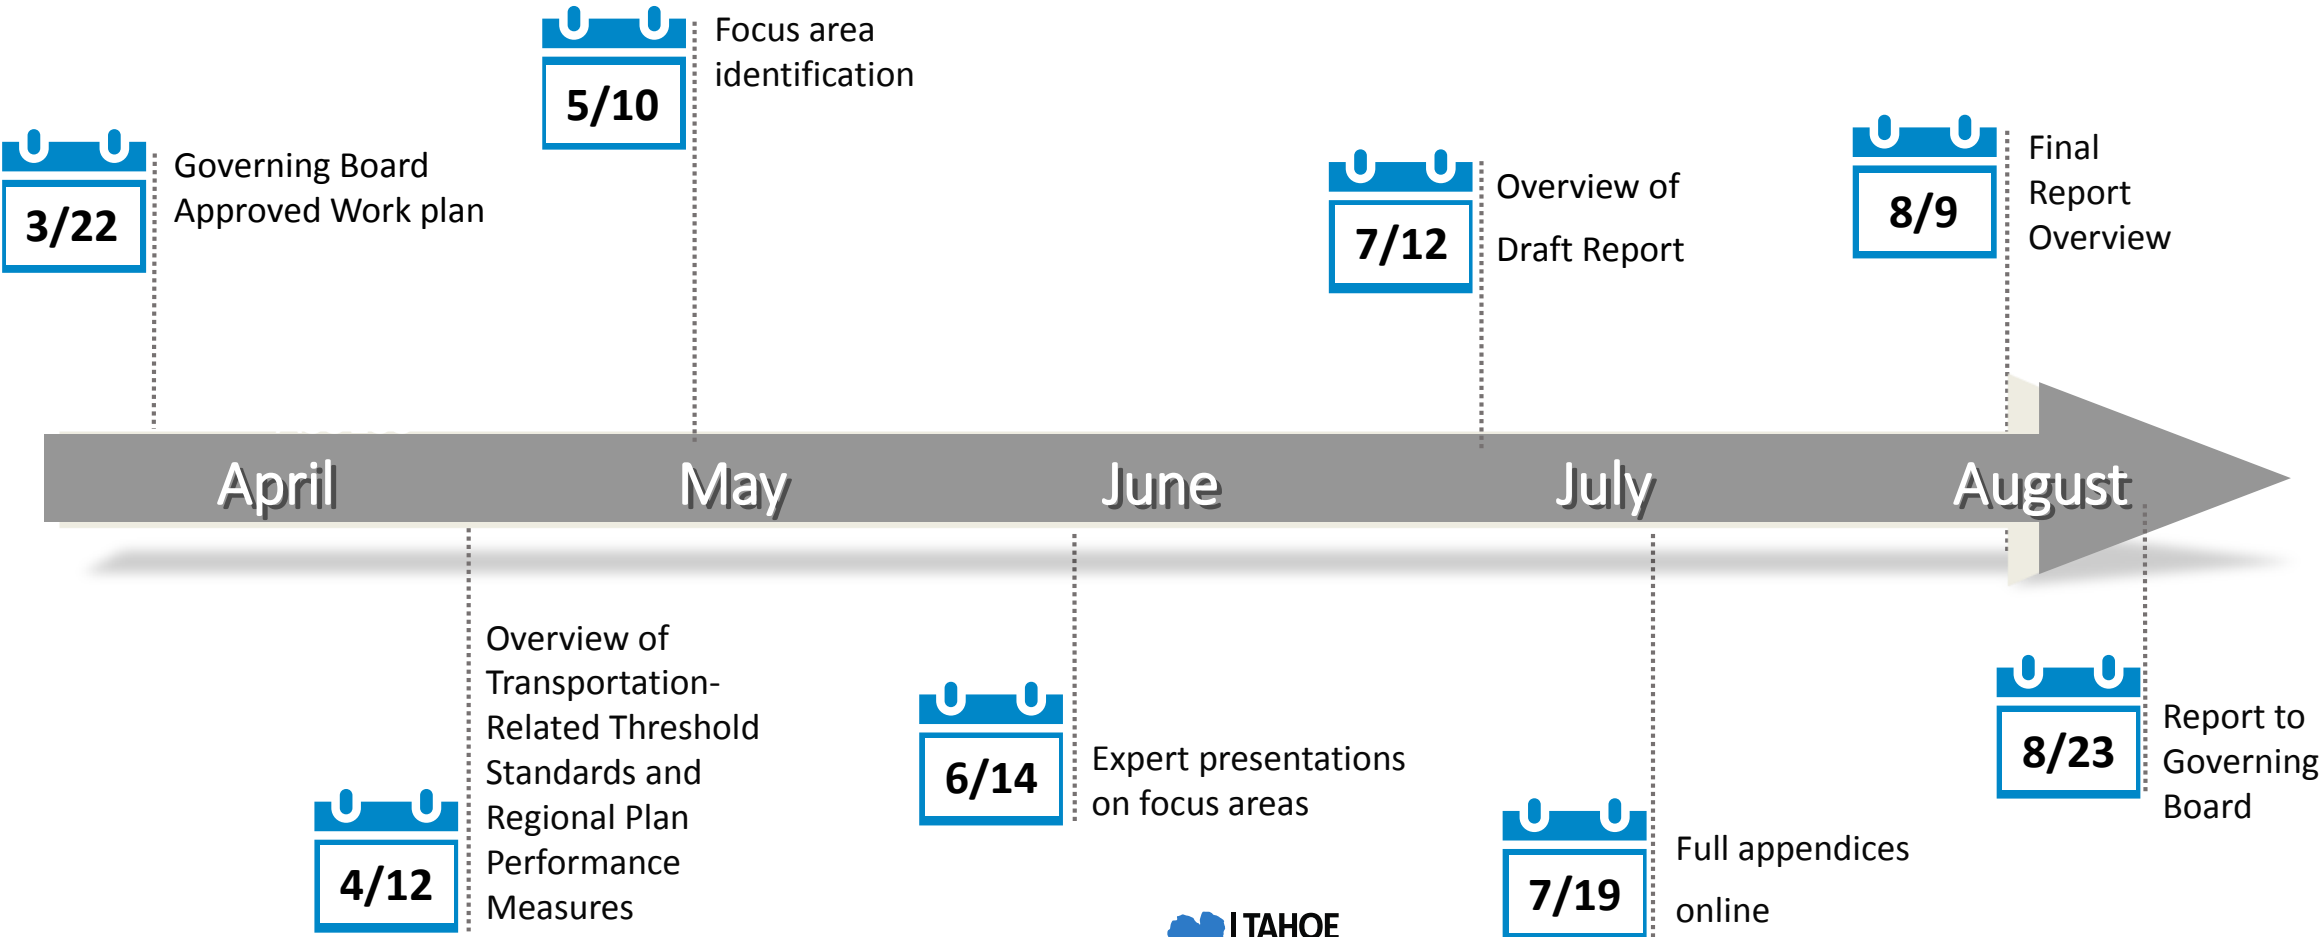 5/10
Focus area
identification
3/22
Governing Board
Approved Work plan
7/12
Overview of
Draft Report
8/9
Final
Report
Overview
April
May
June
July
August
4/12
Overview of
Transportation-
Related Threshold
Standards and
Regional Plan
Performance
Measures
6/14
Expert presentations
on focus areas
7/19
Full appendices
online
8/23
Report to
Governing
Board
TAHOE